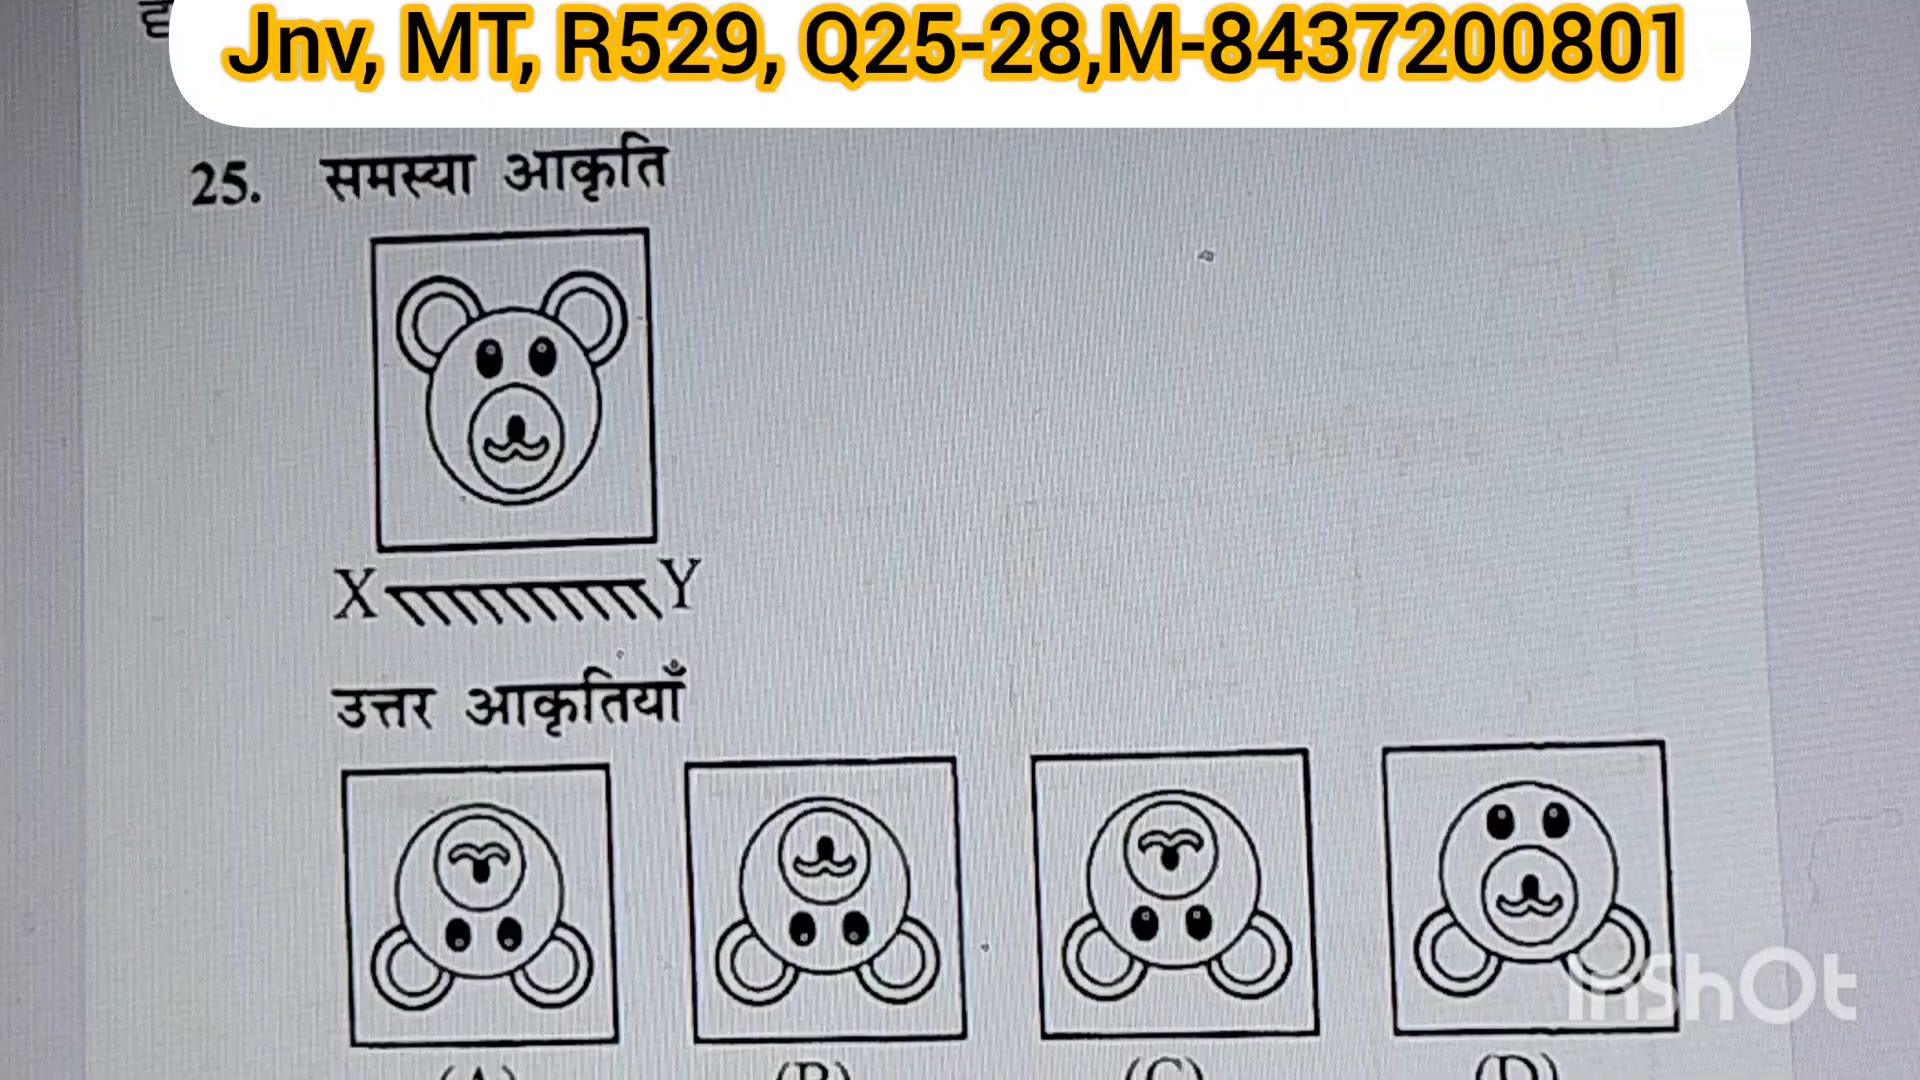 Jnv, MT, R529, Q25-28,M-8437200801
25. समस्या आकृति
X Y
उत्तर आकृतियाँ
(A) (B) (C) (D)
InShOt